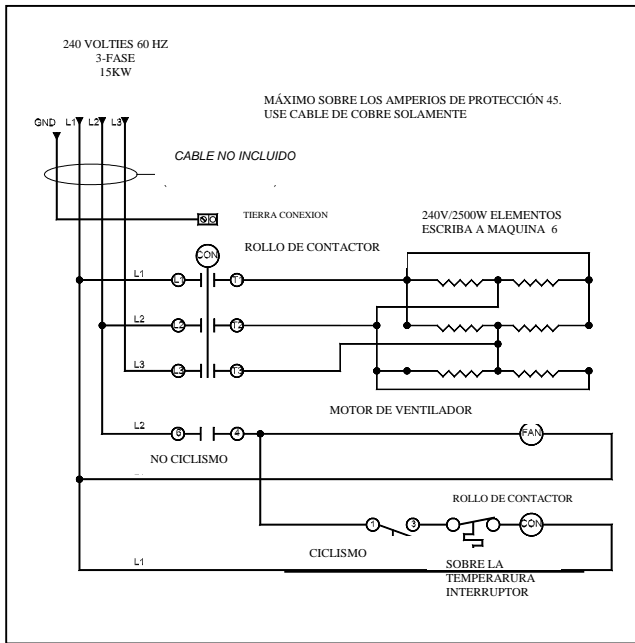 240 VOLTIES 60 HZ
3-FASE
15KW
MÁXIMO SOBRE LOS AMPERIOS DE PROTECCIÓN 45.
USE CABLE DE COBRE SOLAMENTE
GND L1 L2 L3
CABLE NO INCLUIDO
TIERRA CONEXION
240V/2500W ELEMENTOS
ESCRIBA A MAQUINA 6
ROLLO DE CONTACTOR
CON
L1 L1 T1
L2 L2 T2
L3 L3 T3
MOTOR DE VENTILADOR
L2 6 4 FAN
NO CICLISMO
ROLLO DE CONTACTOR
1 3 CON
CICLISMO
L1
SOBRE LA
TEMPERARURA
INTERRUPTOR